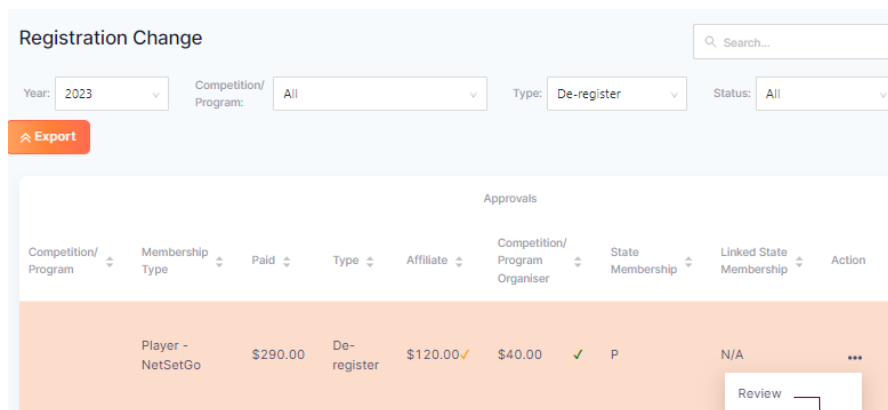 Registration Change
Search...
Year: 2023
Competition/
Program: All
Type: De-register
Status: All
Export
Approvals
Competition/
Program
Membership
Type
Paid
Type
Affiliate
Competition/
Program
Organiser
State
Membership
Linked State
Membership
Action
Player -
NetSetGo
$290.00
De-
register
$120.00✓
$40.00 ✓
P
N/A
•••
Review